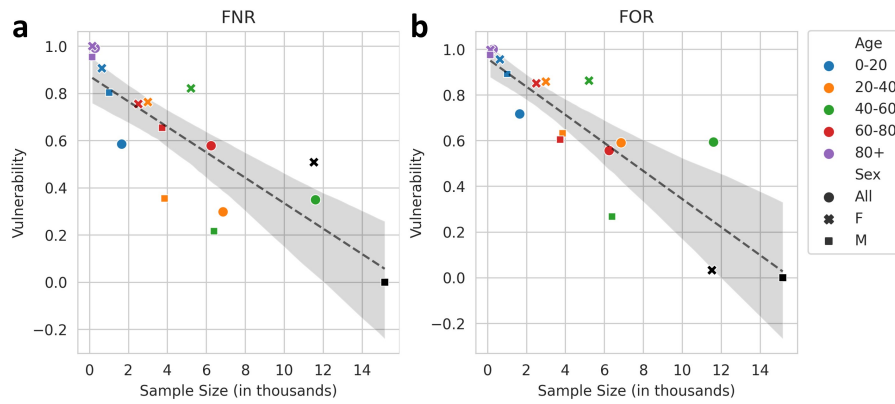 a
FNR
Vulnerability
1.0
0.8
0.6
0.4
0.2
0.0
−0.2
0 2 4 6 8 10 12 14
Sample Size (in thousands)
b
FOR
Vulnerability
1.0
0.8
0.6
0.4
0.2
0.0
−0.2
0 2 4 6 8 10 12 14
Sample Size (in thousands)
Age
0-20
20-40
40-60
60-80
80+
Sex
All
F
M